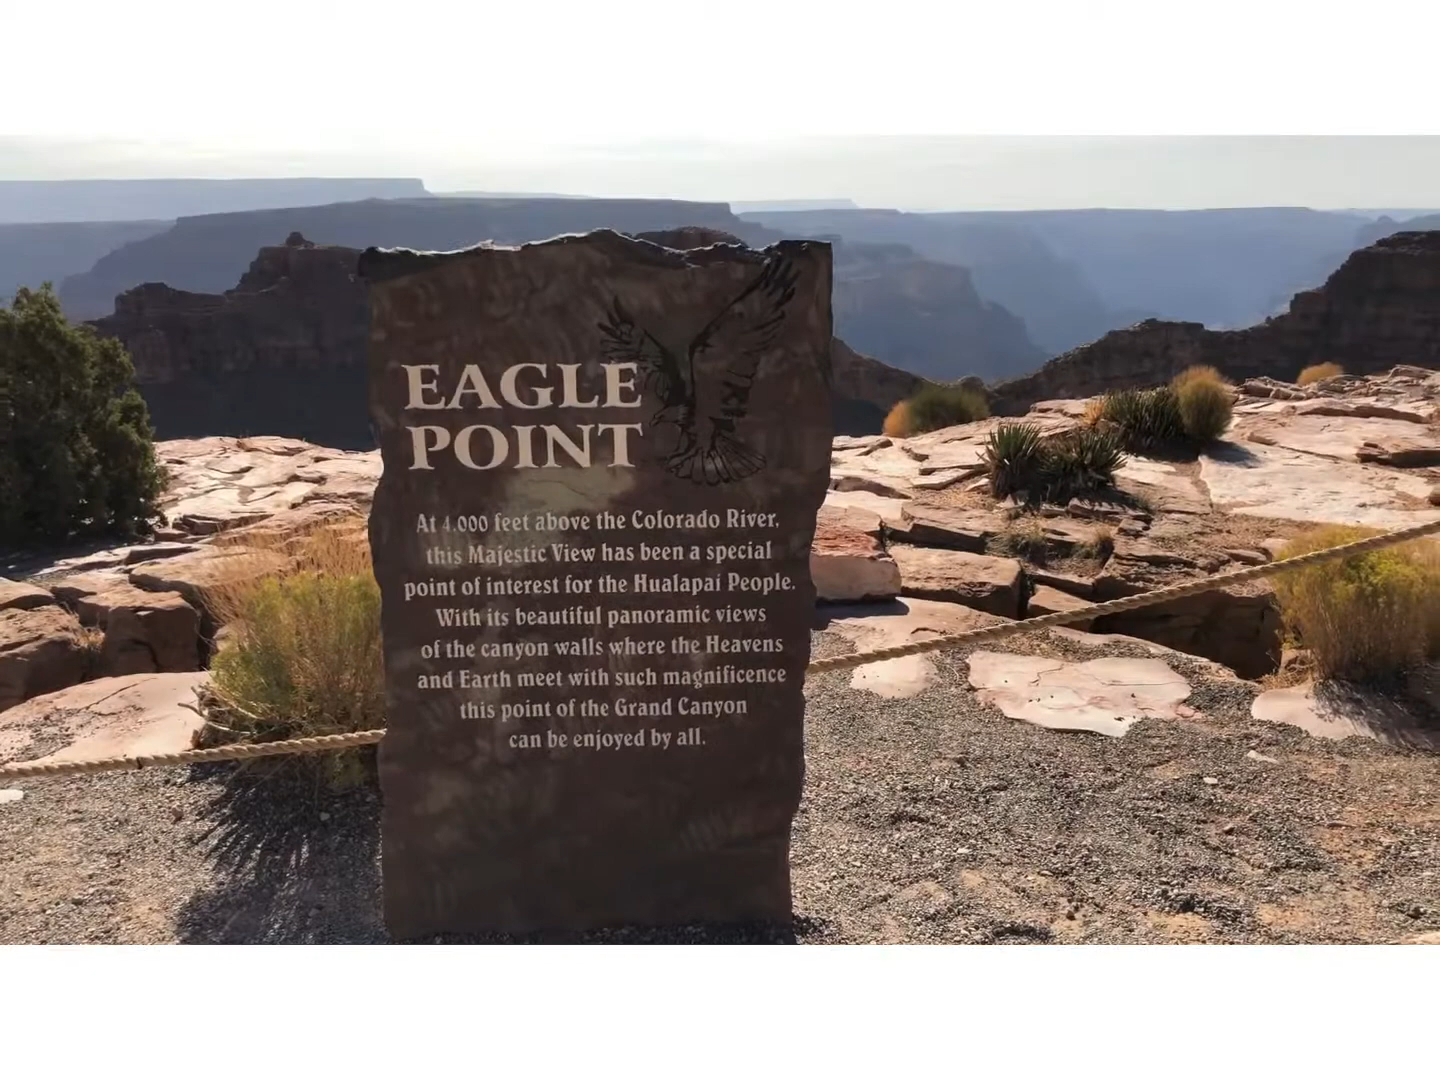 EAGLE
POINT
At 4,000 feet above the Colorado River,
this Majestic View has been a special
point of interest for the Hualapai People.
With its beautiful panoramic views
of the canyon walls where the Heavens
and Earth meet with such magnificence
this point of the Grand Canyon
can be enjoyed by all.